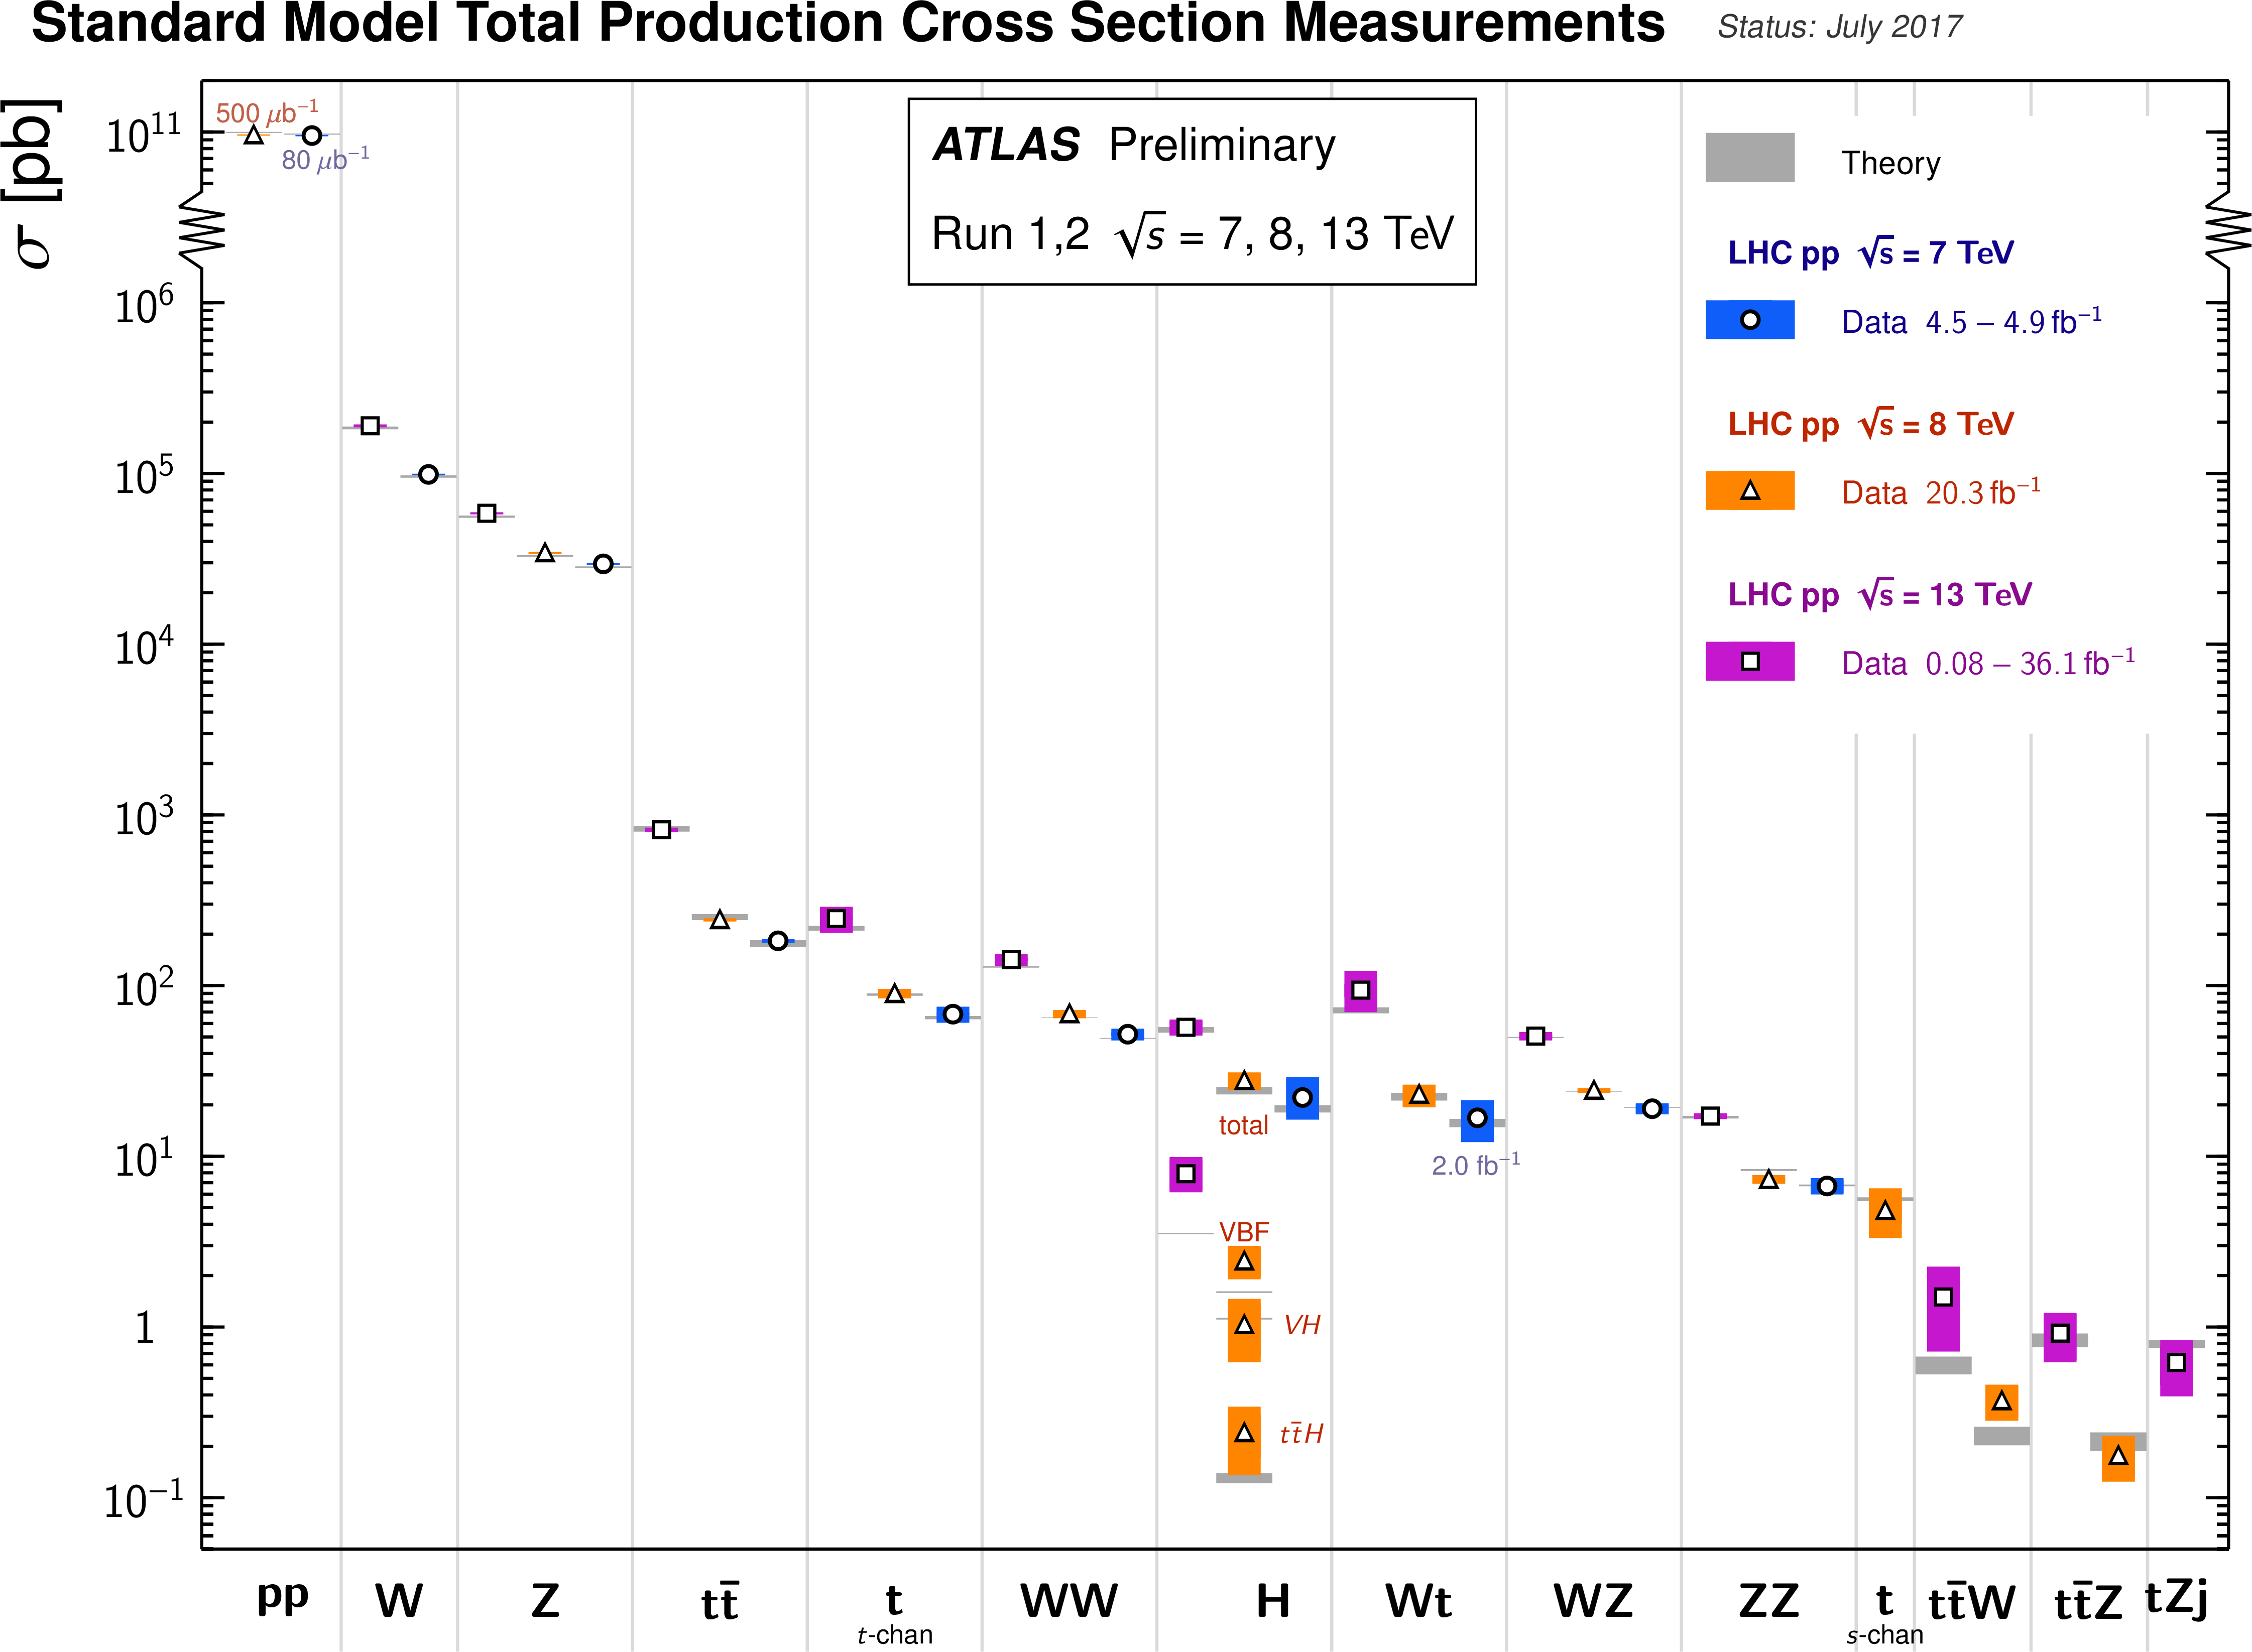 Standard Model Total Production Cross Section Measurements Status: July 2017
σ [pb]
10¹¹
10⁶
10⁵
10⁴
10³
10²
10¹
1
10⁻¹
500 μb⁻¹
80 μb⁻¹
ATLAS Preliminary
Run 1,2 √s = 7, 8, 13 TeV
Theory
LHC pp √s = 7 TeV
Data 4.5 – 4.9 fb⁻¹
LHC pp √s = 8 TeV
Data 20.3 fb⁻¹
LHC pp √s = 13 TeV
Data 0.08 – 36.1 fb⁻¹
total
2.0 fb⁻¹
VBF
VH
tt̄H
pp W Z tt̄ t WW H Wt WZ ZZ t tt̄W tt̄Z tZj
t-chan s-chan